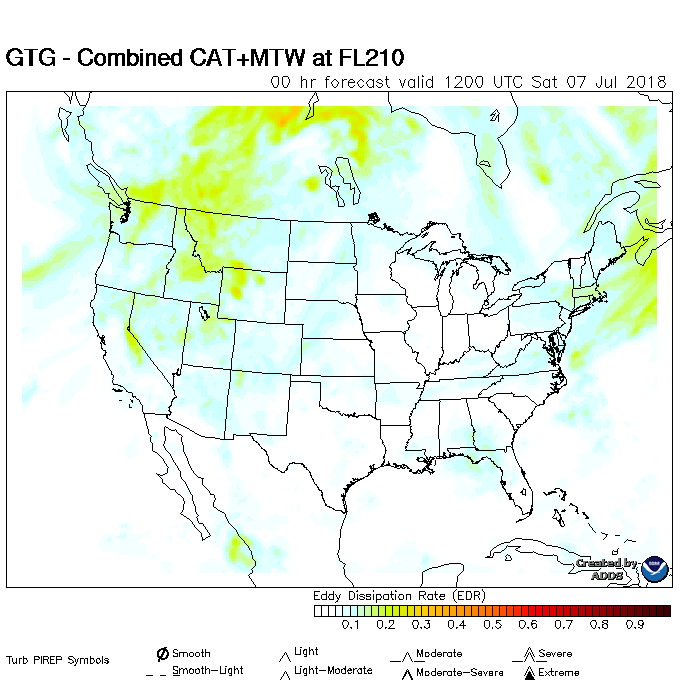 GTG - Combined CAT+MTW at FL210
00 hr forecast valid 1200 UTC Sat 07 Jul 2018
Created by
ADDS
Eddy Dissipation Rate (EDR)
0.1 0.2 0.3 0.4 0.5 0.6 0.7 0.8 0.9
Turb PIREP Symbols
Smooth Light Moderate Severe
Smooth-Light Light-Moderate Moderate-Severe Extreme